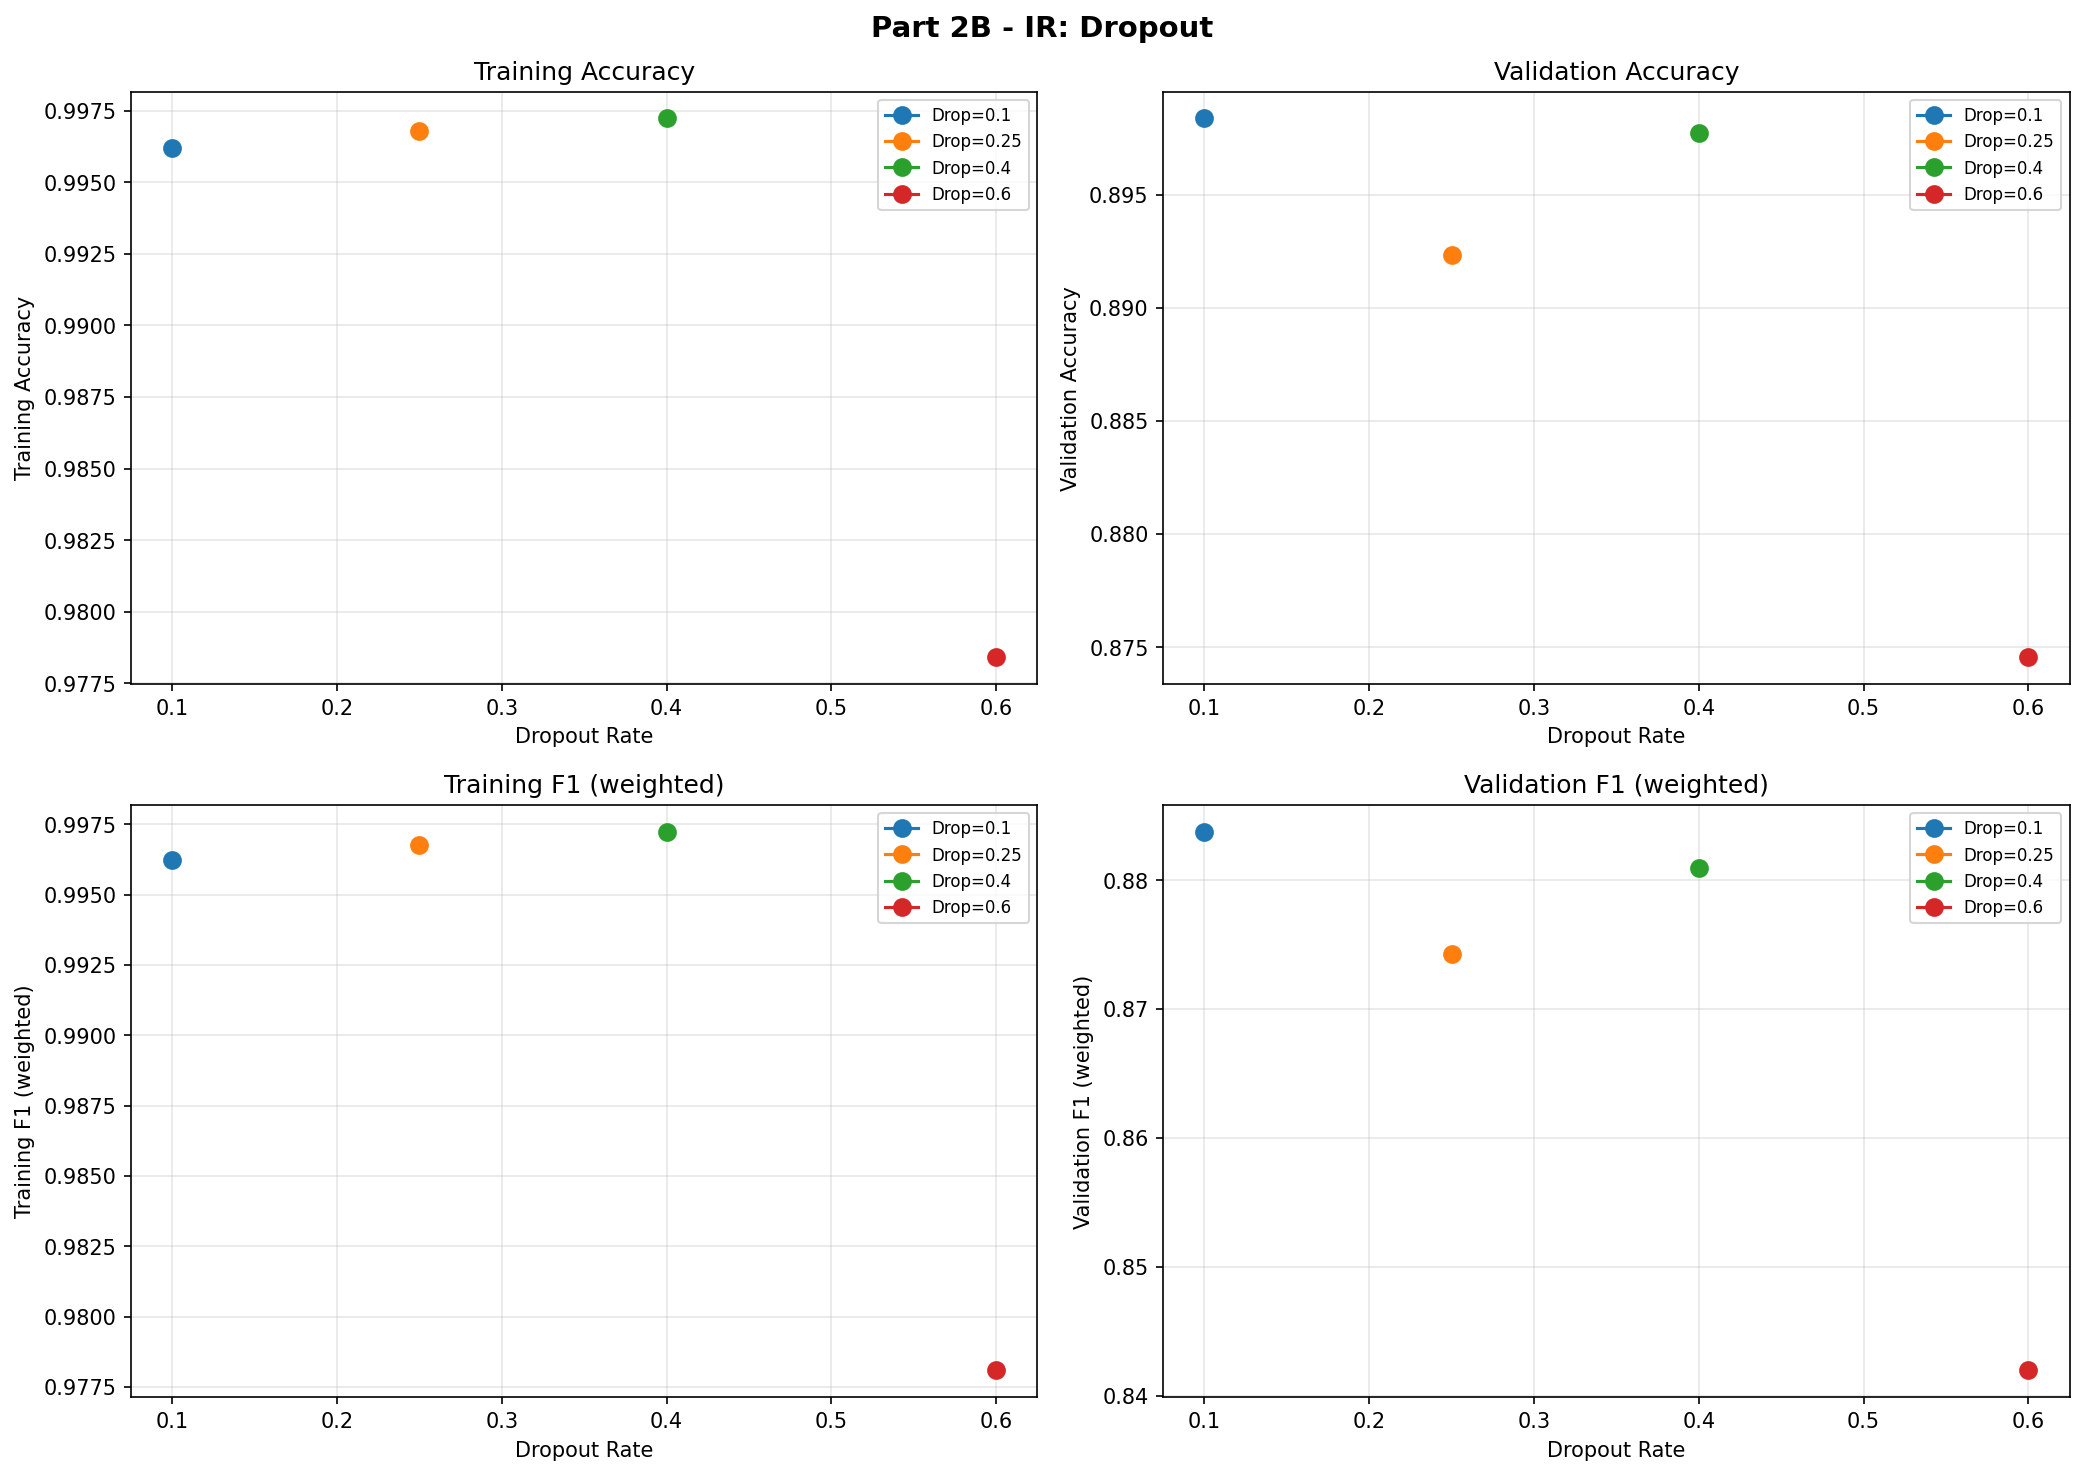 Part 2B - IR: Dropout
Training Accuracy
Training Accuracy
0.9975
0.9950
0.9925
0.9900
0.9875
0.9850
0.9825
0.9800
0.9775
Drop=0.1
Drop=0.25
Drop=0.4
Drop=0.6
0.1 0.2 0.3 0.4 0.5 0.6
Dropout Rate
Validation Accuracy
Validation Accuracy
0.895
0.890
0.885
0.880
0.875
Drop=0.1
Drop=0.25
Drop=0.4
Drop=0.6
0.1 0.2 0.3 0.4 0.5 0.6
Dropout Rate
Training F1 (weighted)
Training F1 (weighted)
0.9975
0.9950
0.9925
0.9900
0.9875
0.9850
0.9825
0.9800
0.9775
Drop=0.1
Drop=0.25
Drop=0.4
Drop=0.6
0.1 0.2 0.3 0.4 0.5 0.6
Dropout Rate
Validation F1 (weighted)
Validation F1 (weighted)
0.88
0.87
0.86
0.85
0.84
Drop=0.1
Drop=0.25
Drop=0.4
Drop=0.6
0.1 0.2 0.3 0.4 0.5 0.6
Dropout Rate